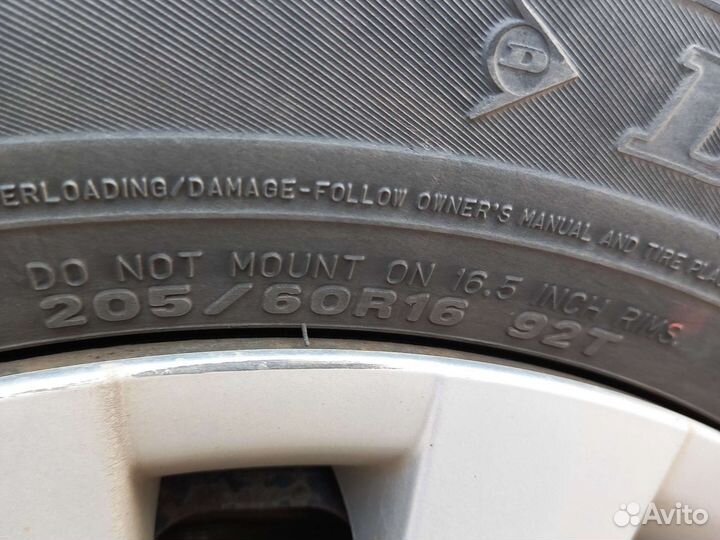 D
D
ERLOADING/DAMAGE-FOLLOW OWNER'S MANUAL AND TIRE PLA
DO NOT MOUNT ON 16.5 INCH RIMS.
205/60R16 92T
Avito